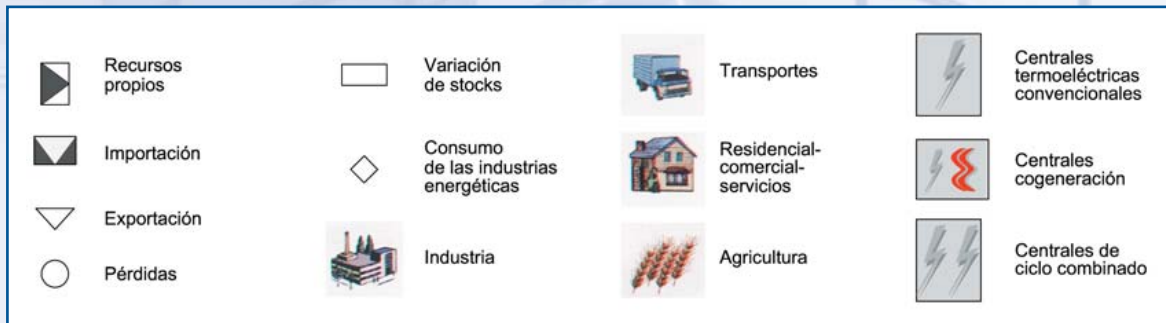 Recursos
propios
Importación
Exportación
Pérdidas
Variación
de stocks
Consumo
de las industrias
energéticas
Industria
Transportes
Residencial-
comercial-
servicios
Agricultura
Centrales
termoeléctricas
convencionales
Centrales
cogeneración
Centrales de
ciclo combinado